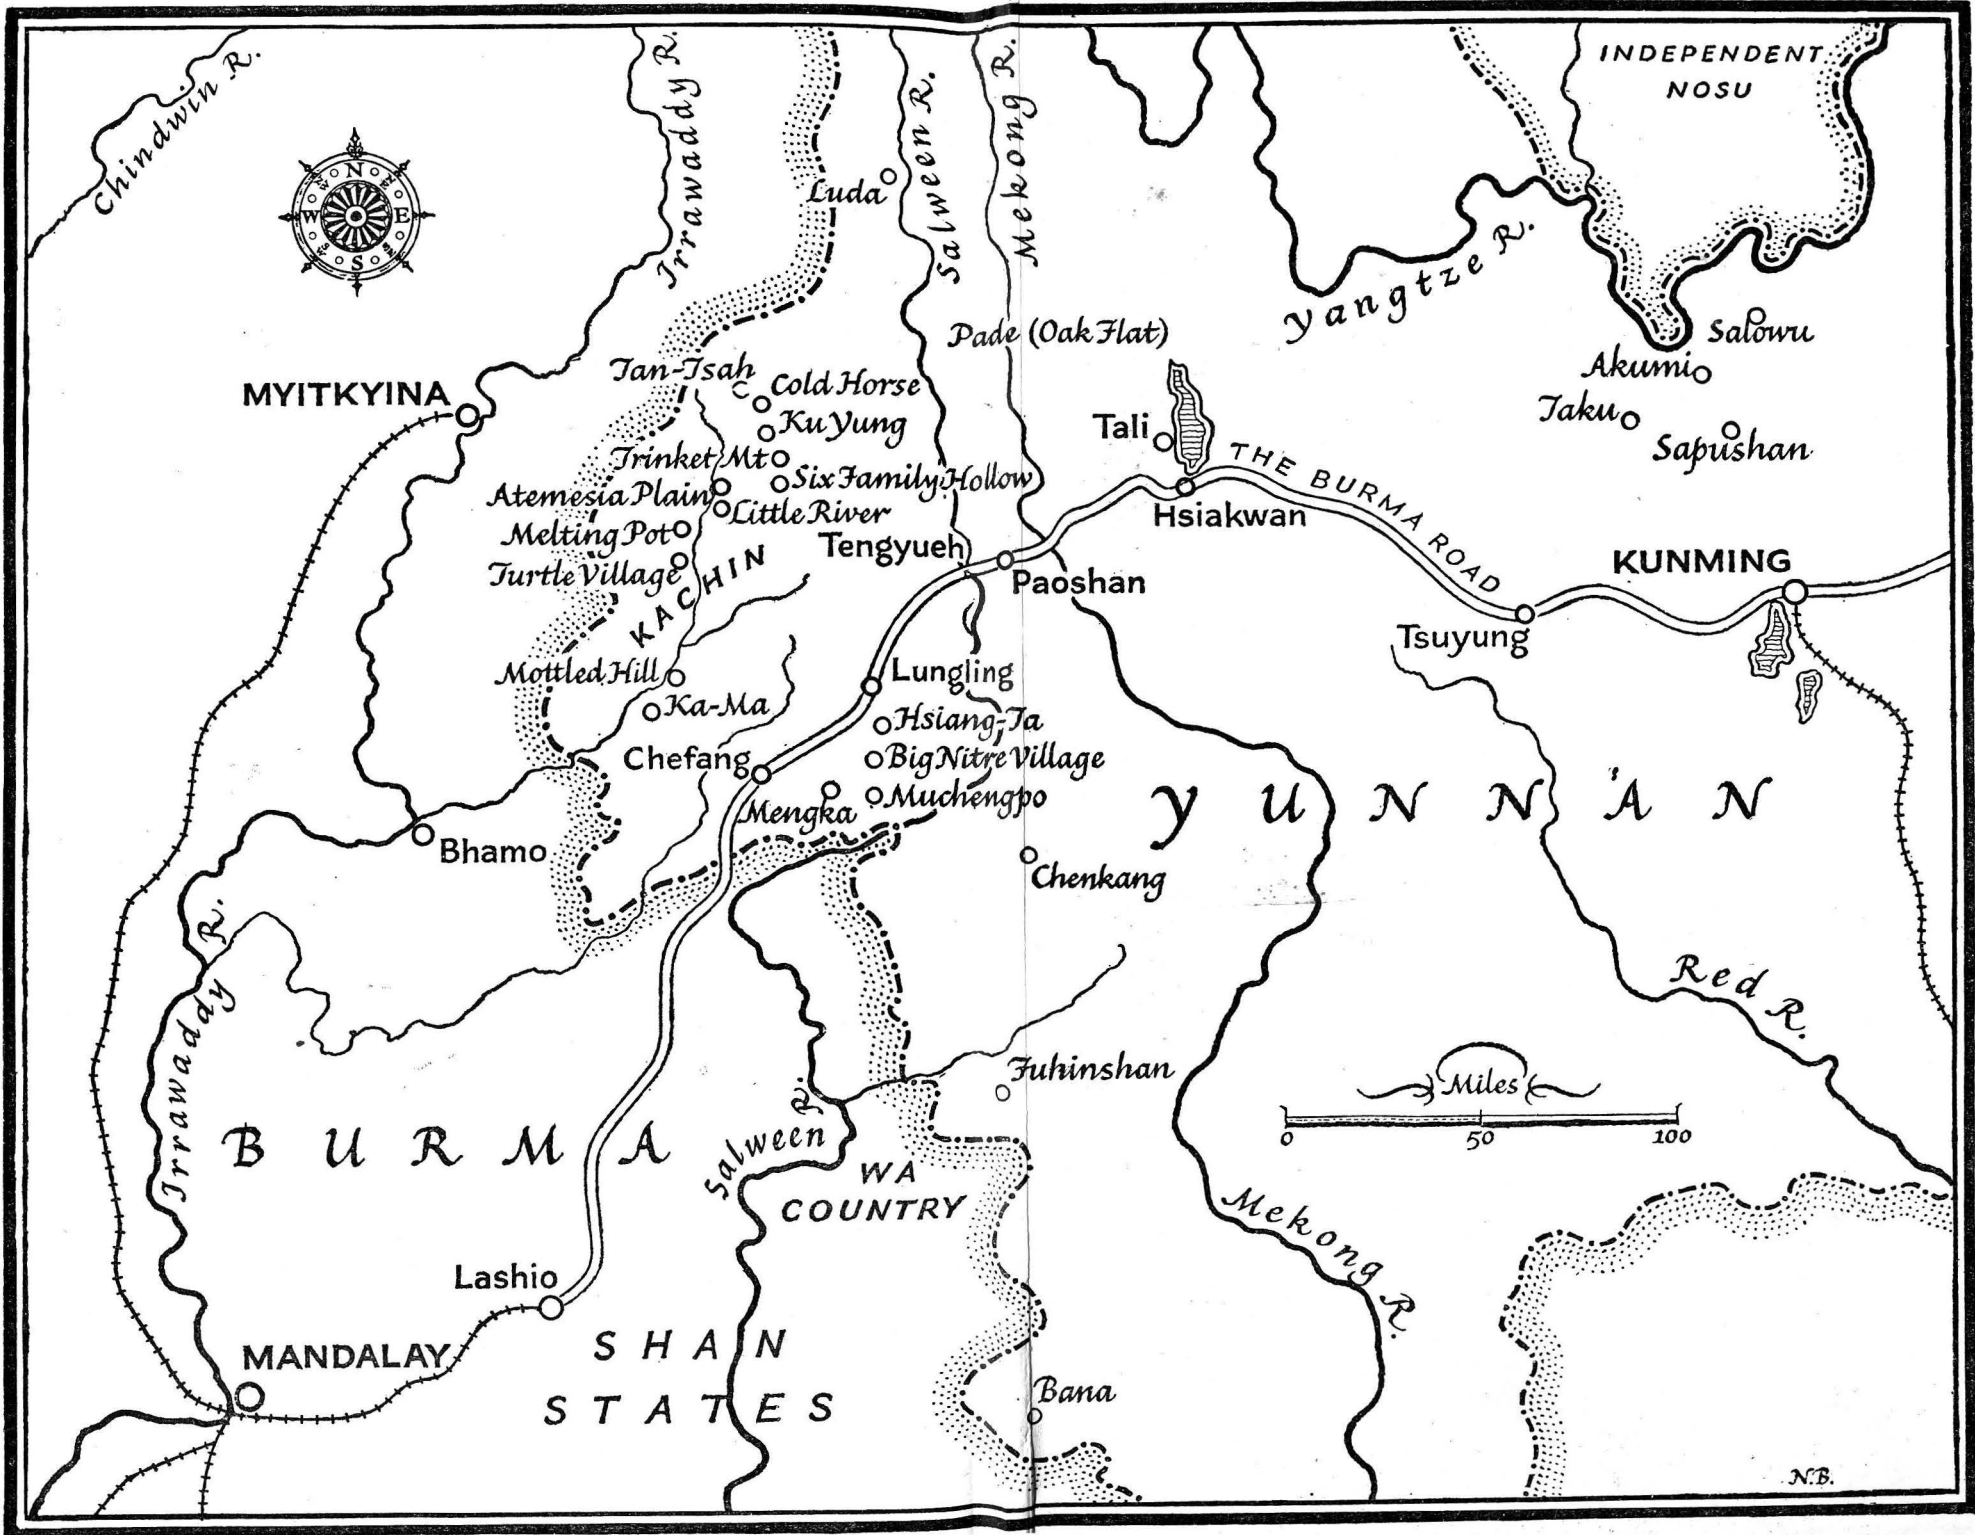 INDEPENDENT
NOSU
Chindwin R.
Irrawaddy R.
Salween R.
Mekong R.
N
W
E
S
Luda
Yangtze R.
Pade (Oak Flat)
Salowu
Akumi
Taku
Sapushan
MYITKYINA
Tan-Tsah
Cold Horse
Ku Yung
Trinket Mt
Six Family Hollow
Atemesia Plain
Little River
Melting Pot
Turtle Village
KACHIN
Tali
THE BURMA ROAD
Hsiakwan
Tengyueh
Paoshan
KUNMING
Tsuyung
Mottled Hill
Ka-Ma
Lungling
Hsiang-Ta
Chefang
Big Nitre Village
Mengka
Muchengpo
YUNN'AN
Bhamo
Chenkang
Irrawaddy R.
Red R.
Fuhinshan
Miles
0 50 100
BURMA
Salween R.
WA
COUNTRY
Mekong R.
Lashio
MANDALAY
SHAN
STATES
Bana
N.B.